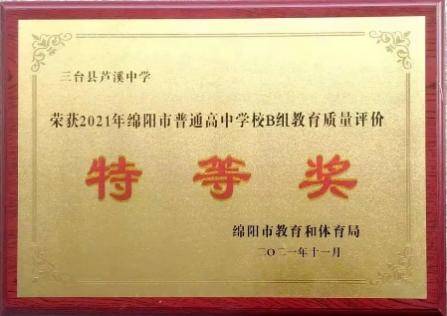 三台县芦溪中学
荣获2021年绵阳市普通高中学校B组教育质量评价
特等奖
绵阳市教育和体育局
二〇二一年十一月